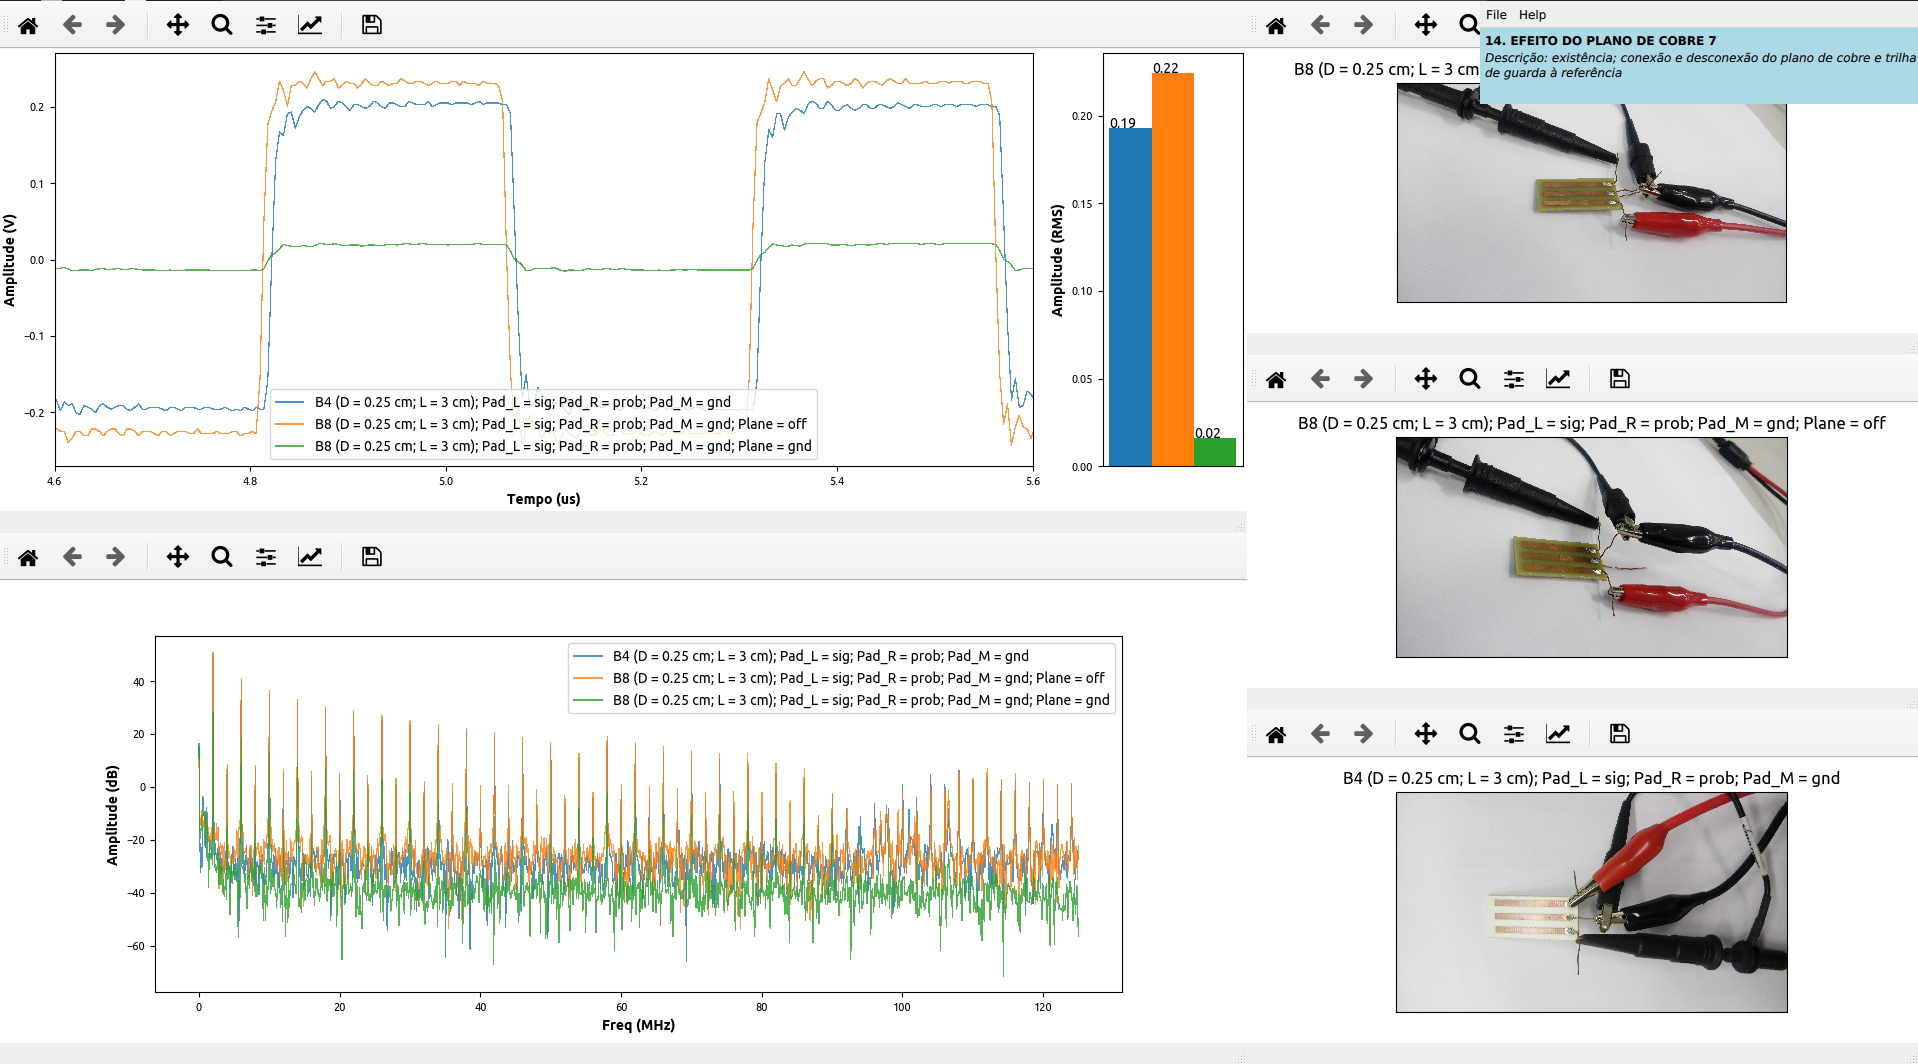 File Help
14. EFEITO DO PLANO DE COBRE 7
Descrição: existência; conexão e desconexão do plano de cobre e trilha
de guarda à referência
Amplitude (V)
0.2
0.1
0.0
−0.1
−0.2
4.6 4.8 5.0 5.2 5.4 5.6
Tempo (us)
B4 (D = 0.25 cm; L = 3 cm); Pad_L = sig; Pad_R = prob; Pad_M = gnd
B8 (D = 0.25 cm; L = 3 cm); Pad_L = sig; Pad_R = prob; Pad_M = gnd; Plane = off
B8 (D = 0.25 cm; L = 3 cm); Pad_L = sig; Pad_R = prob; Pad_M = gnd; Plane = gnd
Amplitude (RMS)
0.20
0.15
0.10
0.05
0.00
0.19
0.22
0.02
B8 (D = 0.25 cm; L = 3 cm
B8 (D = 0.25 cm; L = 3 cm); Pad_L = sig; Pad_R = prob; Pad_M = gnd; Plane = off
B4 (D = 0.25 cm; L = 3 cm); Pad_L = sig; Pad_R = prob; Pad_M = gnd
Amplitude (dB)
40
20
0
−20
−40
−60
0 20 40 60 80 100 120
Freq (MHz)
B4 (D = 0.25 cm; L = 3 cm); Pad_L = sig; Pad_R = prob; Pad_M = gnd
B8 (D = 0.25 cm; L = 3 cm); Pad_L = sig; Pad_R = prob; Pad_M = gnd; Plane = off
B8 (D = 0.25 cm; L = 3 cm); Pad_L = sig; Pad_R = prob; Pad_M = gnd; Plane = gnd